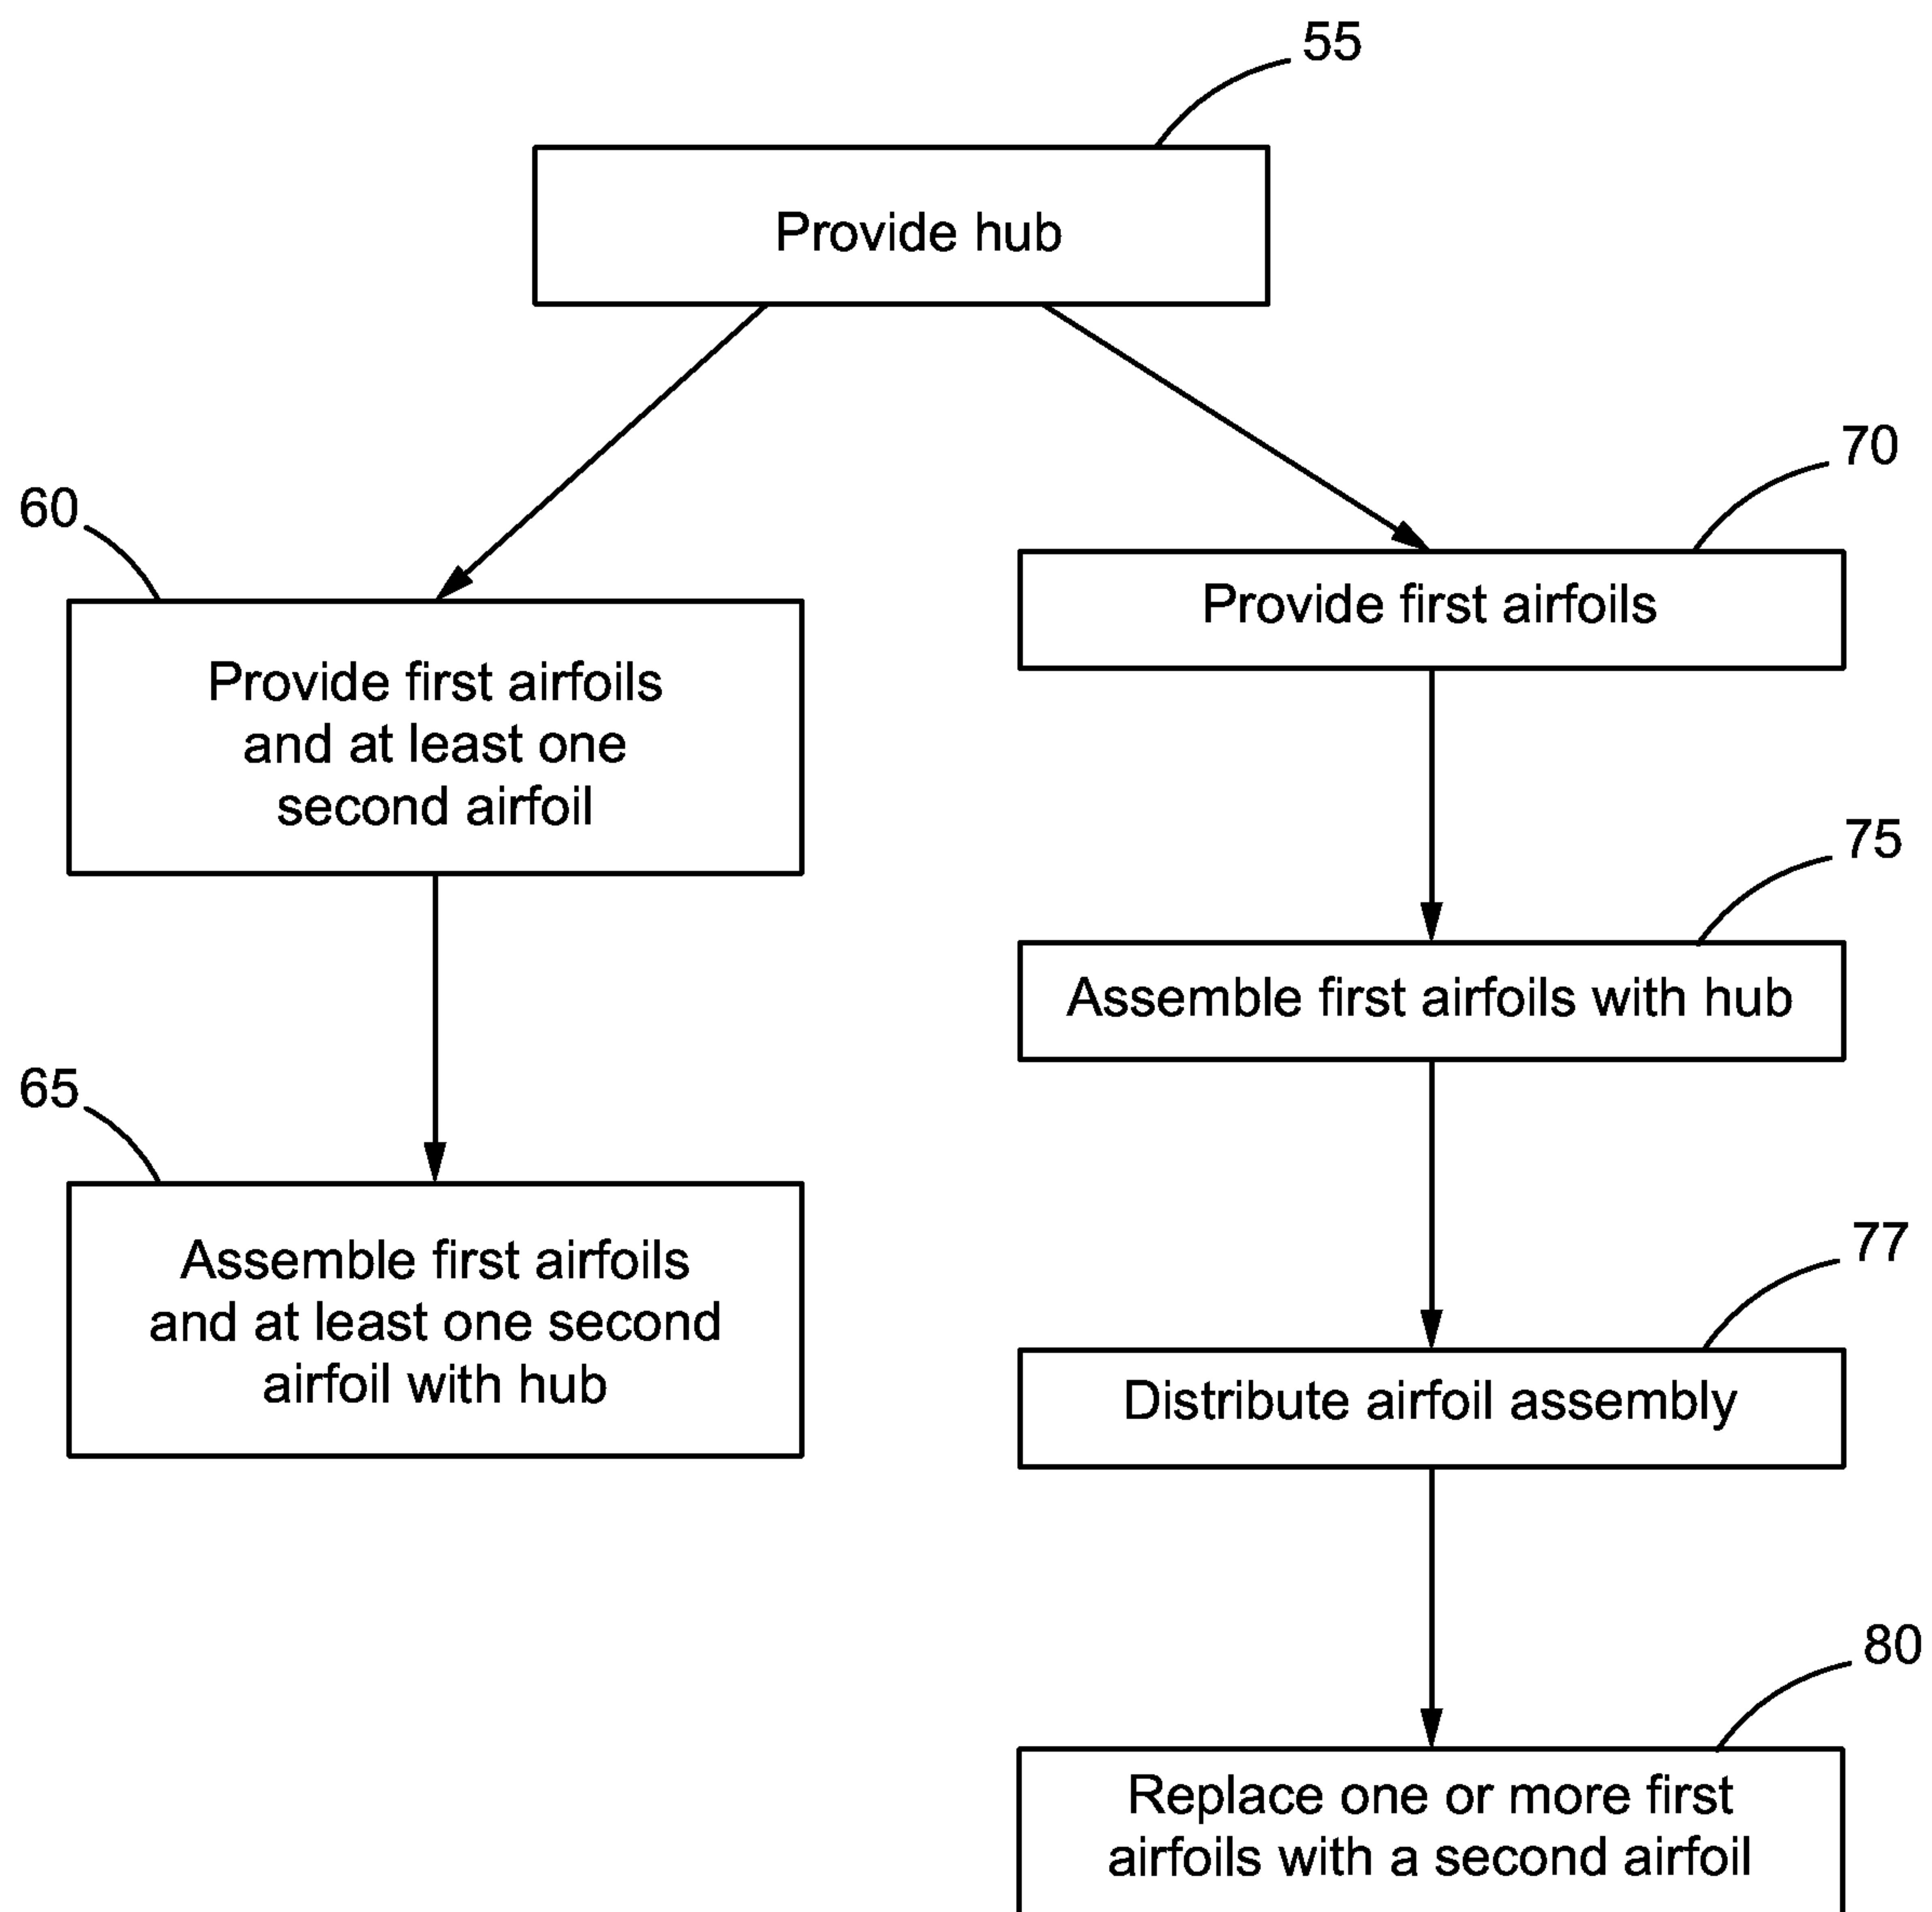 55
Provide hub
60
Provide first airfoils
and at least one
second airfoil
65
Assemble first airfoils
and at least one second
airfoil with hub
70
Provide first airfoils
75
Assemble first airfoils with hub
77
Distribute airfoil assembly
80
Replace one or more first
airfoils with a second airfoil